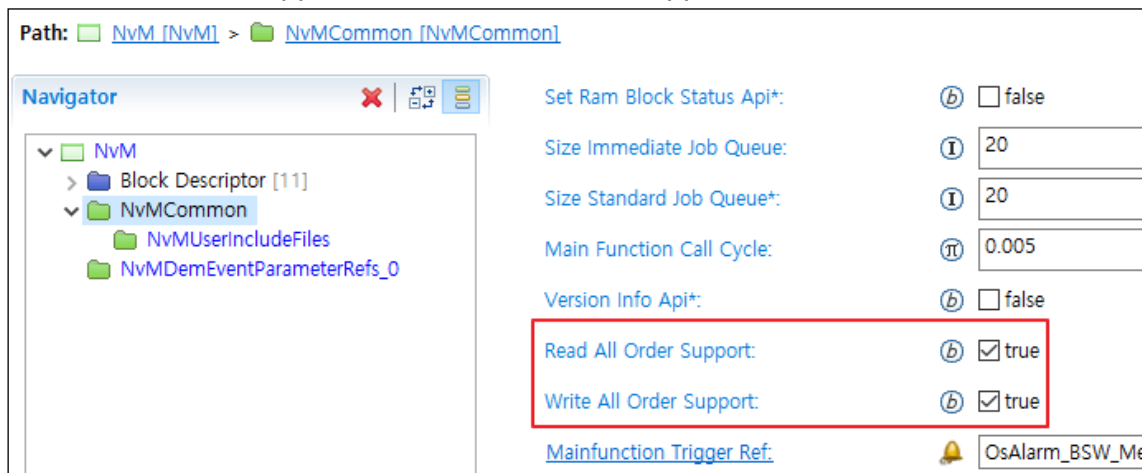 Path: NvM [NvM] > NvMCommon [NvMCommon]
Navigator
NvM
Block Descriptor [11]
NvMCommon
NvMUserIncludeFiles
NvMDemEventParameterRefs_0
Set Ram Block Status Api*: false
Size Immediate Job Queue: 20
Size Standard Job Queue*: 20
Main Function Call Cycle: 0.005
Version Info Api*: false
Read All Order Support: true
Write All Order Support: true
Mainfunction Trigger Ref: OsAlarm_BSW_Me